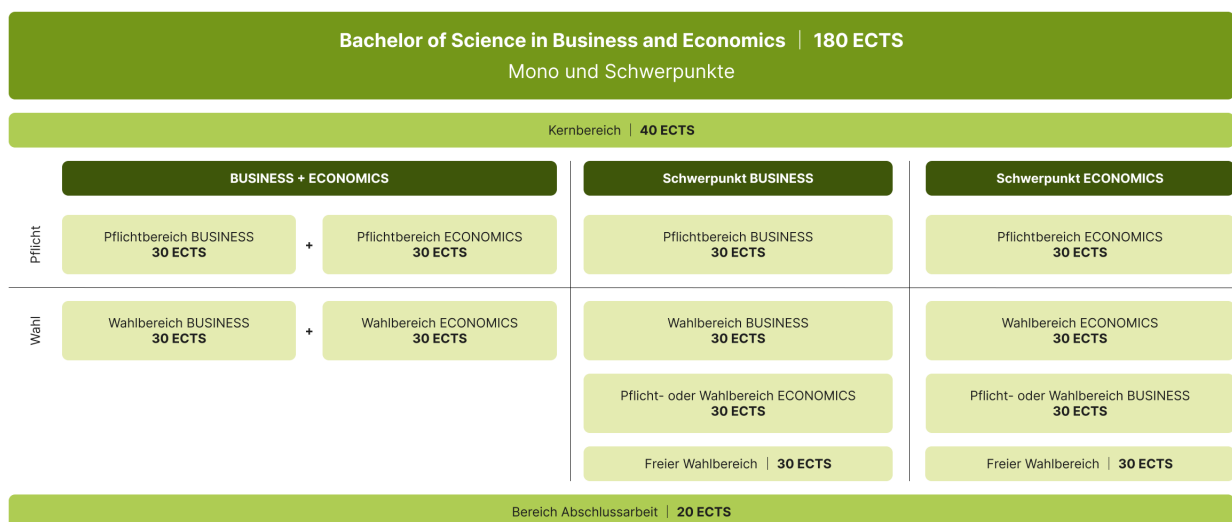 Bachelor of Science in Business and Economics | 180 ECTS
Mono und Schwerpunkte
Kernbereich | 40 ECTS
BUSINESS + ECONOMICS
Schwerpunkt BUSINESS
Schwerpunkt ECONOMICS
Pflicht
Pflichtbereich BUSINESS
30 ECTS
+
Pflichtbereich ECONOMICS
30 ECTS
Pflichtbereich BUSINESS
30 ECTS
Pflichtbereich ECONOMICS
30 ECTS
Wahl
Wahlbereich BUSINESS
30 ECTS
+
Wahlbereich ECONOMICS
30 ECTS
Wahlbereich BUSINESS
30 ECTS
Wahlbereich ECONOMICS
30 ECTS
Pflicht- oder Wahlbereich ECONOMICS
30 ECTS
Pflicht- oder Wahlbereich BUSINESS
30 ECTS
Freier Wahlbereich | 30 ECTS
Freier Wahlbereich | 30 ECTS
Bereich Abschlussarbeit | 20 ECTS